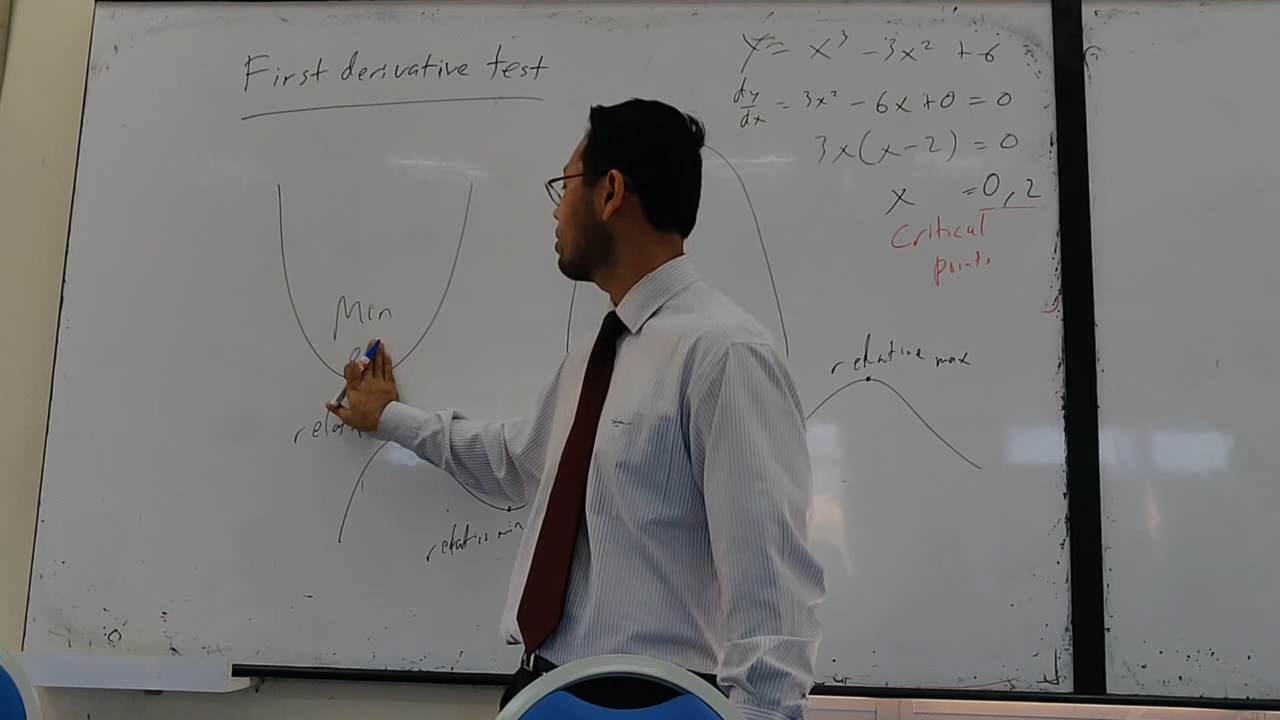 First derivative test
y = x³ - 3x² + 6
dy/dx = 3x² - 6x + 0 = 0
3x(x - 2) = 0
x = 0, 2
Critical
points
Min
relative max
relative min